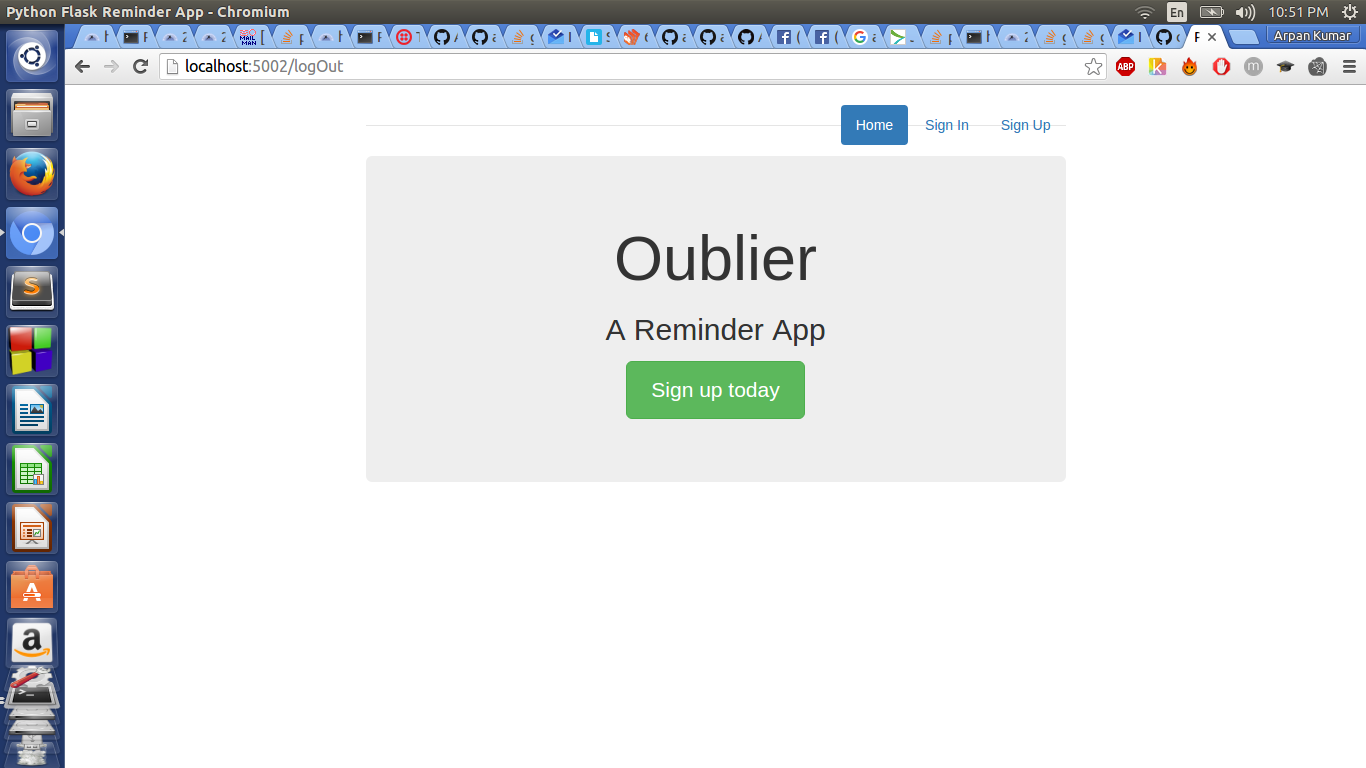 Python Flask Reminder App - Chromium
En
10:51 PM
Arpan Kumar
localhost:5002/logOut
ABP
Home
Sign In
Sign Up
Oublier
A Reminder App
Sign up today